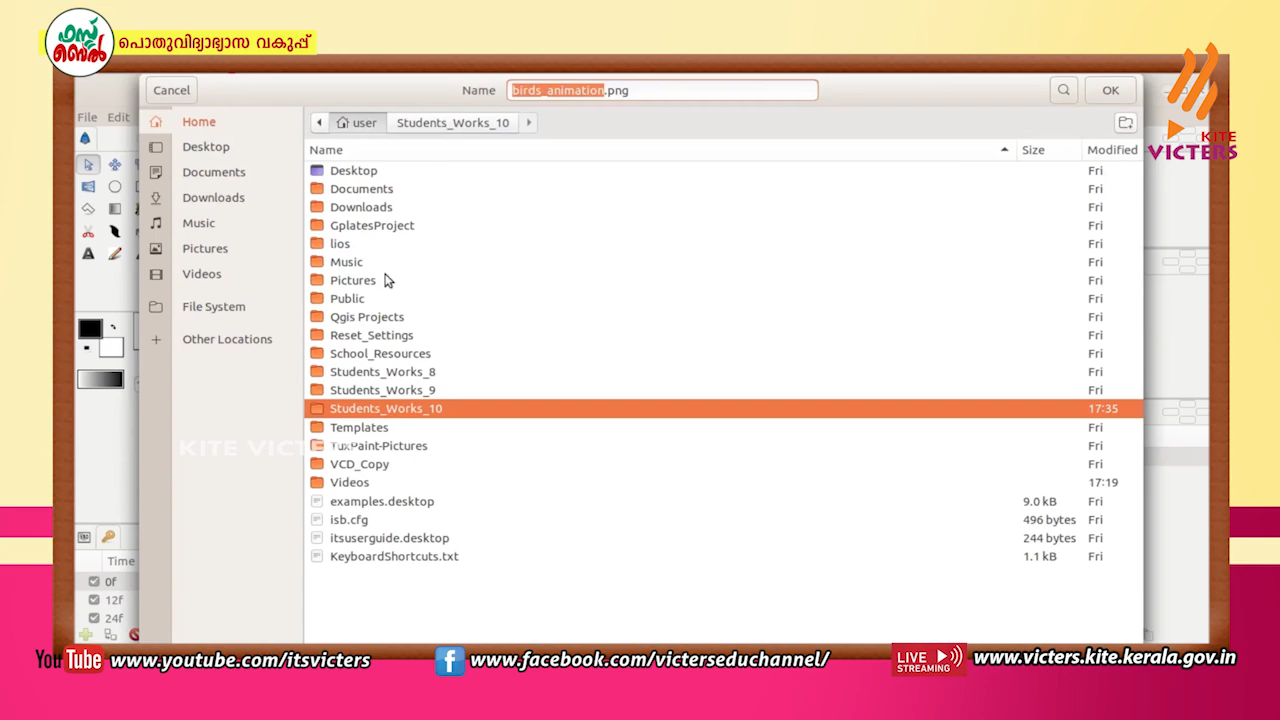 ഫസ്റ്റ്
ബെൽ
പൊതുവിദ്യാഭ്യാസ വകുപ്പ്
KITE
VICTERS
Cancel
Name
birds_animation.png
OK
File Edit
Home
Desktop
Documents
Downloads
Music
Pictures
Videos
File System
Other Locations
user
Students_Works_10
Name Size Modified
Desktop Fri
Documents Fri
Downloads Fri
GplatesProject Fri
lios Fri
Music Fri
Pictures Fri
Public Fri
Qgis Projects Fri
Reset_Settings Fri
School_Resources Fri
Students_Works_8 Fri
Students_Works_9 Fri
Students_Works_10 17:35
Templates Fri
TuxPaint-Pictures Fri
VCD_Copy Fri
Videos 17:19
examples.desktop 9.0 kB Fri
isb.cfg 496 bytes Fri
itsuserguide.desktop 244 bytes Fri
KeyboardShortcuts.txt 1.1 kB Fri
Time
0f
12f
24f
YouTube www.youtube.com/itsvicters
f www.facebook.com/victerseduchannel/
LIVE
STREAMING
www.victers.kite.kerala.gov.in